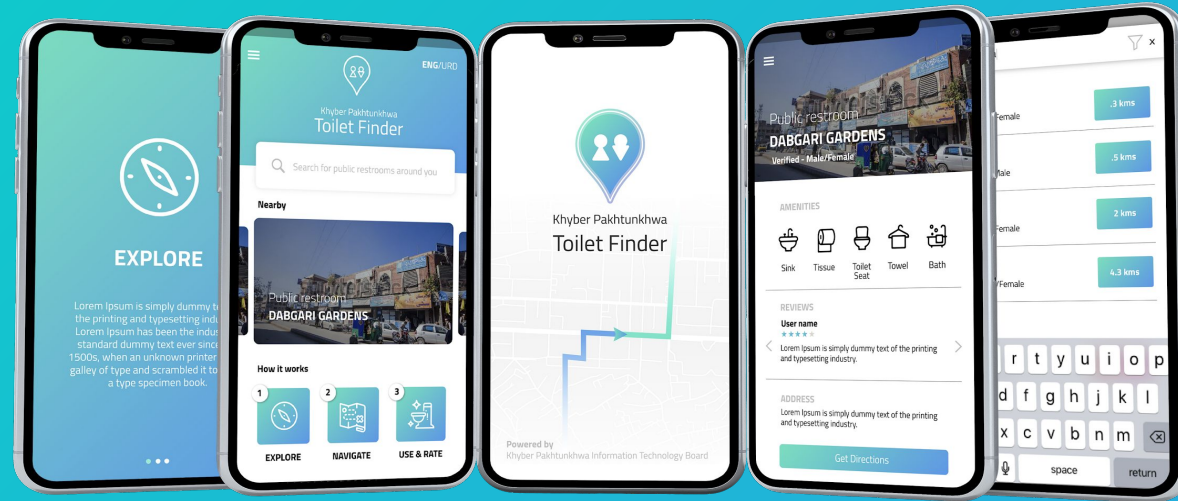 EXPLORE
Lorem Ipsum is simply dummy
the printing and typesetting
Lorem Ipsum has been the
standard dummy text ever
1500s, when an unknown printer
galley of type and scrambled it
a type specimen book.
ENG/URD
Khyber Pakhtunkhwa
Toilet Finder
Search for public restrooms around you
Nearby
Public restroom
DABGARI GARDENS
How it works
1
2
3
EXPLORE
NAVIGATE
USE & RATE
Khyber Pakhtunkhwa
Toilet Finder
Powered by
Khyber Pakhtunkhwa Information Technology Board
Public restroom
DABGARI GARDENS
Verified - Male/Female
AMENITIES
Sink
Tissue
Toilet
Seat
Towel
Bath
REVIEWS
User name
Lorem Ipsum is simply dummy text of the printing
and typesetting industry.
ADDRESS
Lorem Ipsum is simply dummy text of the printing
and typesetting industry.
Get Directions
×
.3 kms
/Female
.5 kms
2 kms
/Female
4.3 kms
/Female
r t y u i o p
d f g h j k l
x c v b n m
space
return